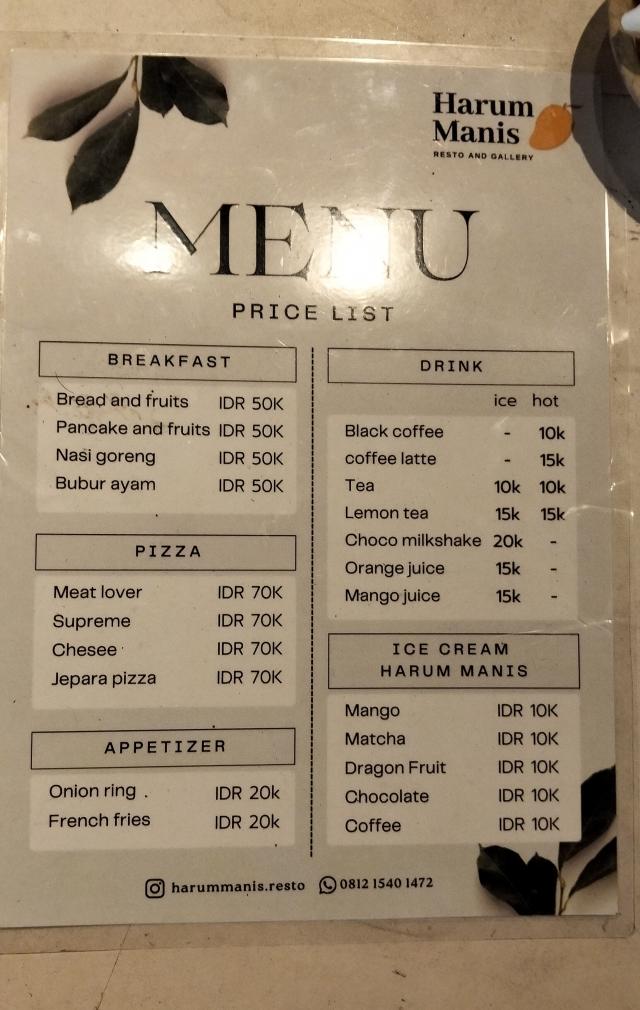 Harum
Manis
RESTO AND GALLERY
MENU
PRICE LIST
BREAKFAST
Bread and fruits IDR 50K
Pancake and fruits IDR 50K
Nasi goreng IDR 50K
Bubur ayam IDR 50K
PIZZA
Meat lover IDR 70K
Supreme IDR 70K
Chesee IDR 70K
Jepara pizza IDR 70K
APPETIZER
Onion ring IDR 20k
French fries IDR 20k
DRINK
ice hot
Black coffee - 10k
coffee latte - 15k
Tea 10k 10k
Lemon tea 15k 15k
Choco milkshake 20k -
Orange juice 15k -
Mango juice 15k -
ICE CREAM
HARUM MANIS
Mango IDR 10K
Matcha IDR 10K
Dragon Fruit IDR 10K
Chocolate IDR 10K
Coffee IDR 10K
harummanis.resto 0812 1540 1472